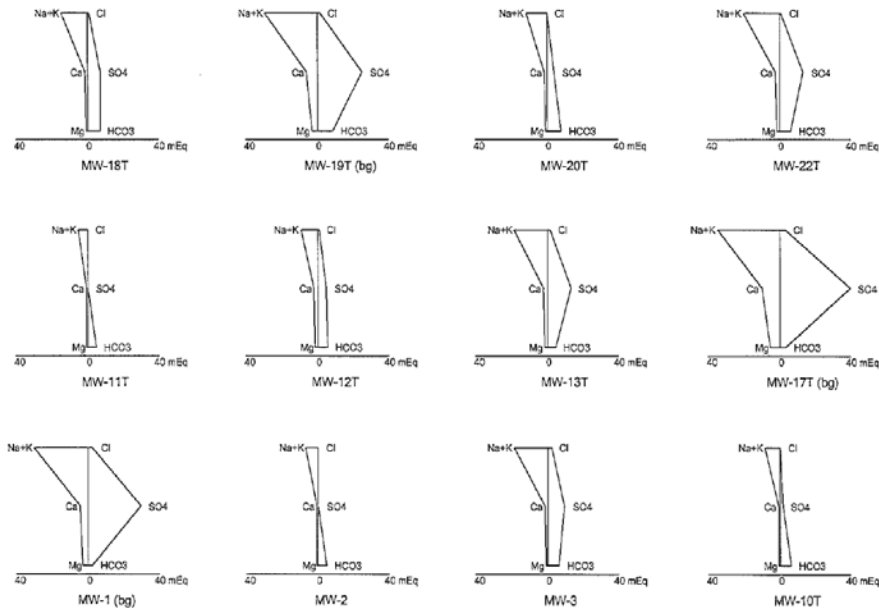 Na+K Cl Na+K Cl Na+K Cl Na+K Cl
Ca SO4 Ca SO4 Ca SO4 Ca SO4
Mg HCO3 Mg HCO3 Mg HCO3 Mg HCO3
40 0 40 mEq 40 0 40 mEq 40 0 40 mEq 40 0 40 mEq
MW-18T MW-19T (bg) MW-20T MW-22T
Na+K Cl Na+K Cl Na+K Cl Na+K Cl
Ca SO4 Ca SO4 Ca SO4 Ca SO4
Mg HCO3 Mg HCO3 Mg HCO3 Mg HCO3
40 0 40 mEq 40 0 40 mEq 40 0 40 mEq 40 0 40 mEq
MW-11T MW-12T MW-13T MW-17T (bg)
Na+K Cl Na+K Cl Na+K Cl Na+K Cl
Ca SO4 Ca SO4 Ca SO4 Ca SO4
Mg HCO3 Mg HCO3 Mg HCO3 Mg HCO3
40 0 40 mEq 40 0 40 mEq 40 0 40 mEq 40 0 40 mEq
MW-1 (bg) MW-2 MW-3 MW-10T